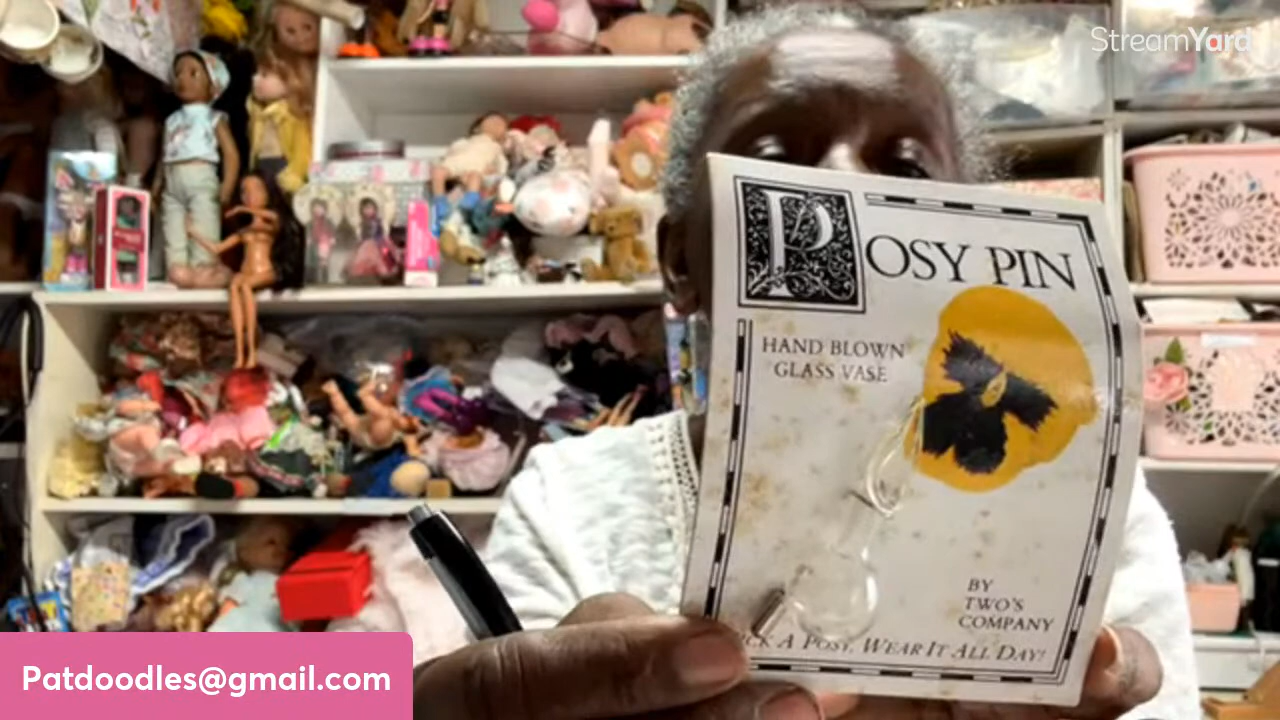 StreamYard
POSY PIN
HAND BLOWN
GLASS VASE
BY
TWO'S
COMPANY
A POSY, WEAR IT ALL DAY!
Patdoodles@gmail.com